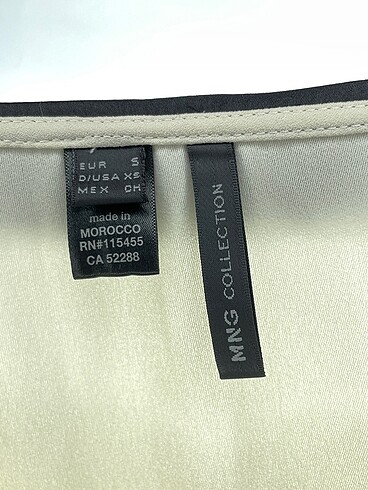 EUR S
D/USA XS
MEX CH
made in
MOROCCO
RN#115455
CA 52288
MNG COLLECTION